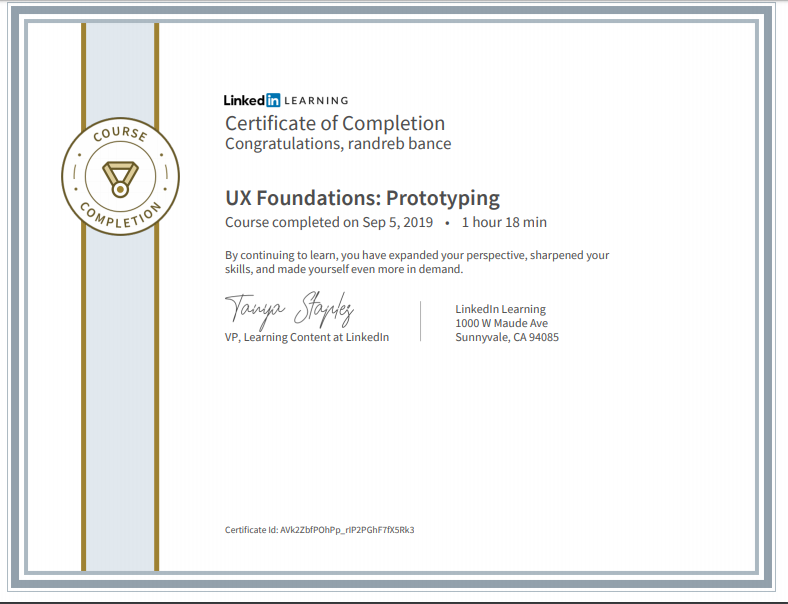 COURSE
COMPLETION
Linkedin LEARNING
Certificate of Completion
Congratulations, randreb bance
UX Foundations: Prototyping
Course completed on Sep 5, 2019 • 1 hour 18 min
By continuing to learn, you have expanded your perspective, sharpened your
skills, and made yourself even more in demand.
Tanya Staples
VP, Learning Content at LinkedIn
LinkedIn Learning
1000 W Maude Ave
Sunnyvale, CA 94085
Certificate Id: AVk2ZbfPOhPp_rIP2PGhF7fX5Rk3